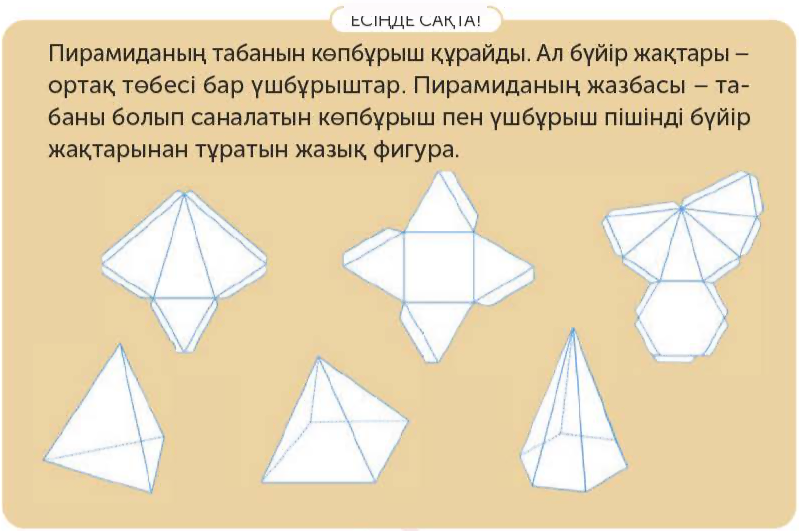 ЕСІҢДЕ САҚТА!
Пирамиданың табанын көпбұрыш құрайды. Ал бүйір жақтары –
ортақ төбесі бар үшбұрыштар. Пирамиданың жазбасы – та-
баны болып саналатын көпбұрыш пен үшбұрыш пішінді бүйір
жақтарынан тұратын жазық фигура.